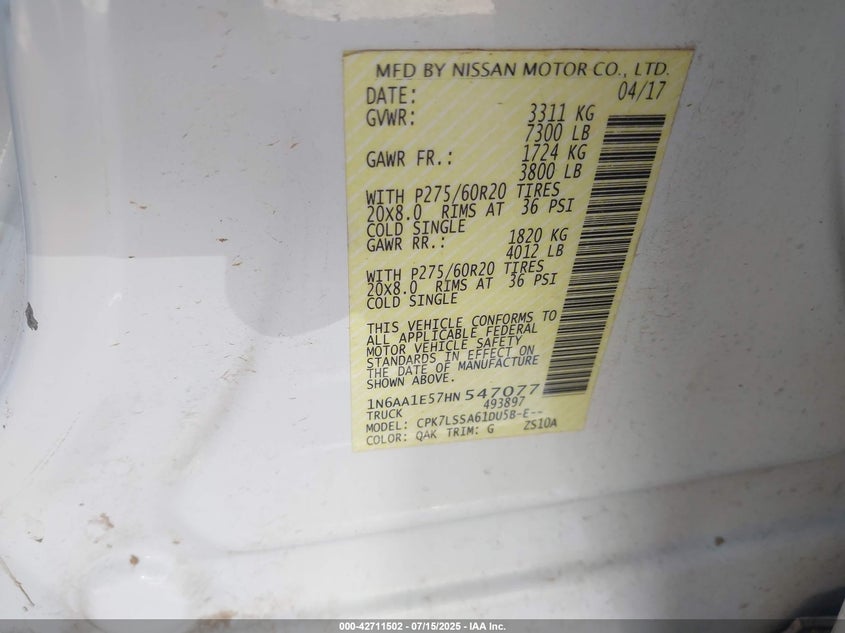 MFD BY NISSAN MOTOR CO., LTD.
DATE: 04/17
GVWR: 3311 KG
7300 LB
GAWR FR.: 1724 KG
3800 LB
WITH P275/60R20 TIRES
20X8.0 RIMS AT 36 PSI
COLD SINGLE
GAWR RR.: 1820 KG
4012 LB
WITH P275/60R20 TIRES
20X8.0 RIMS AT 36 PSI
COLD SINGLE
THIS VEHICLE CONFORMS TO
ALL APPLICABLE FEDERAL
MOTOR VEHICLE SAFETY
STANDARDS IN EFFECT ON
THE DATE OF MANUFACTURE
SHOWN ABOVE.
1N6AA1E57HN547077
TRUCK 493897
MODEL: CPK7LSSA61DU5B-E--
COLOR: QAK TRIM: G ZS10A
000-42711502 - 07/15/2025 - IAA Inc.